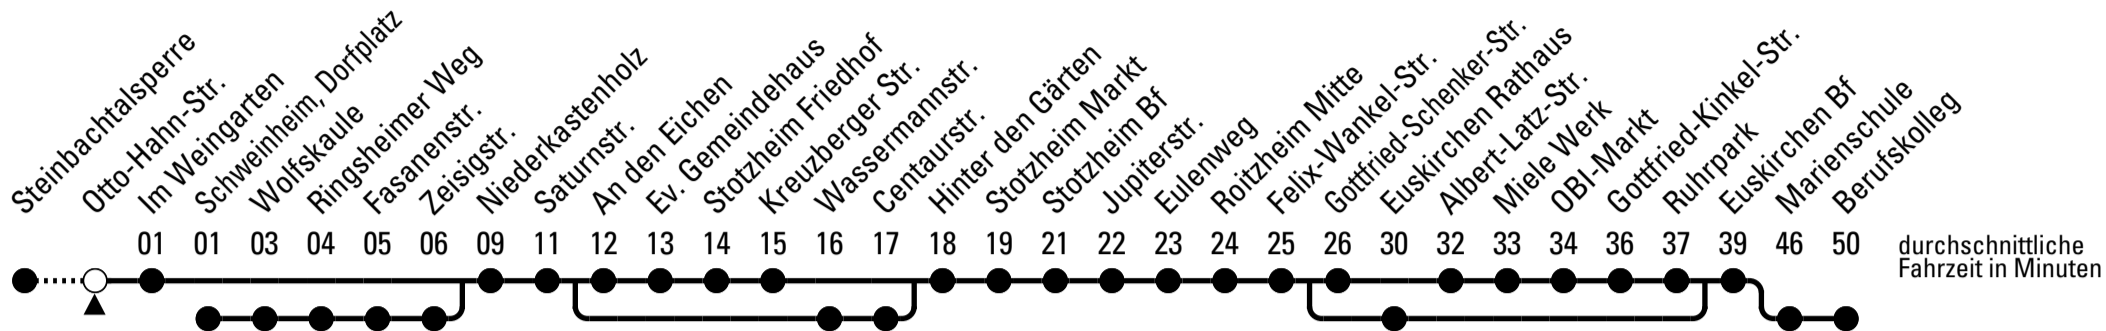 Steinbachtalsperre
Otto-Hahn-Str.
Im Weingarten
Schweinheim, Dorfplatz
Wolfskaule
Ringsheimer Weg
Fasanenstr.
Zeisigstr.
Niederkastenholz
Saturnstr.
An den Eichen
Ev. Gemeindehaus
Stotzheim Friedhof
Kreuzberger Str.
Wassermannstr.
Centaurstr.
Hinter den Gärten
Stotzheim Markt
Stotzheim Bf
Jupiterstr.
Eulenweg
Roitzheim Mitte
Felix-Wankel-Str.
Gottfried-Schenker-Str.
Euskirchen Rathaus
Albert-Latz-Str.
Miele Werk
OBI-Markt
Gottfried-Kinkel-Str.
Ruhrpark
Euskirchen Bf
Marienschule
Berufskolleg
01 01 03 04 05 06 09 11 12 13 14 15 16 17 18 19 21 22 23 24 25 26 30 32 33 34 36 37 39 46 50
durchschnittliche
Fahrzeit in Minuten